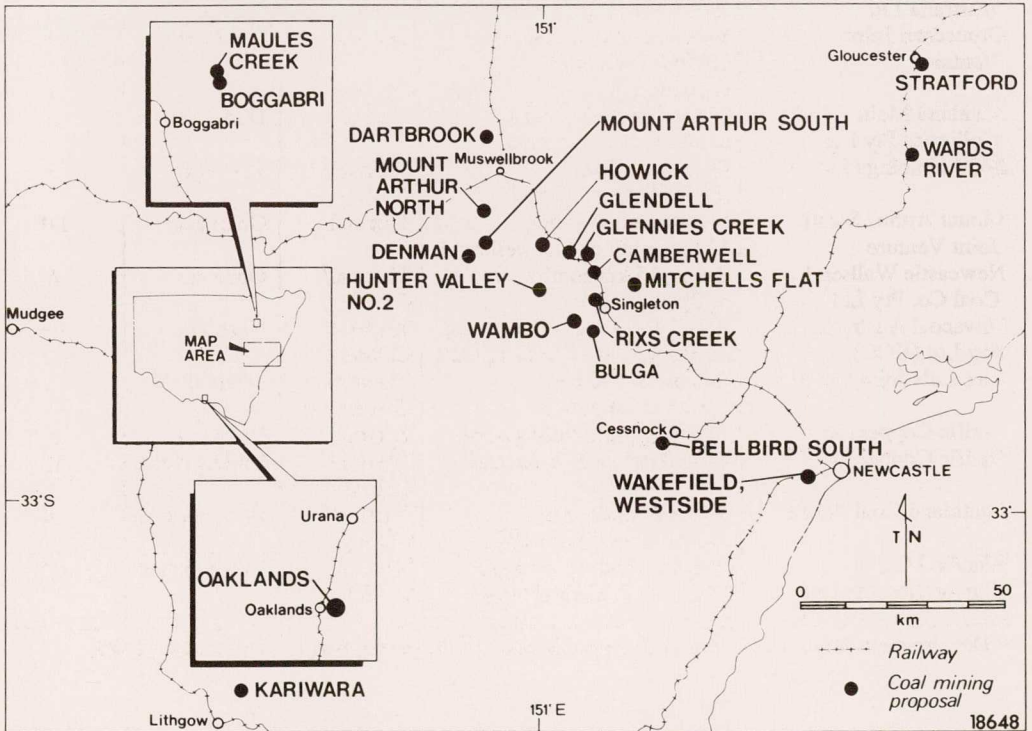 151°
MAULES
CREEK
BOGGABRI
Boggabri
Gloucester
STRATFORD
MOUNT ARTHUR SOUTH
DARTBROOK
WARDS
RIVER
Muswellbrook
MOUNT
ARTHUR
NORTH
HOWICK
GLENDELL
GLENNIES CREEK
DENMAN
CAMBERWELL
HUNTER VALLEY
NO.2
MITCHELLS FLAT
Singleton
Mudgee
WAMBO
RIXS CREEK
MAP
AREA
BULGA
Cessnock
BELLBIRD SOUTH
NEWCASTLE
WAKEFIELD,
WESTSIDE
33°S
33°
Urana
T N
OAKLANDS
Oaklands
0 50
km
Railway
KARIWARA
Coal mining
proposal
Lithgow
151° E
18648